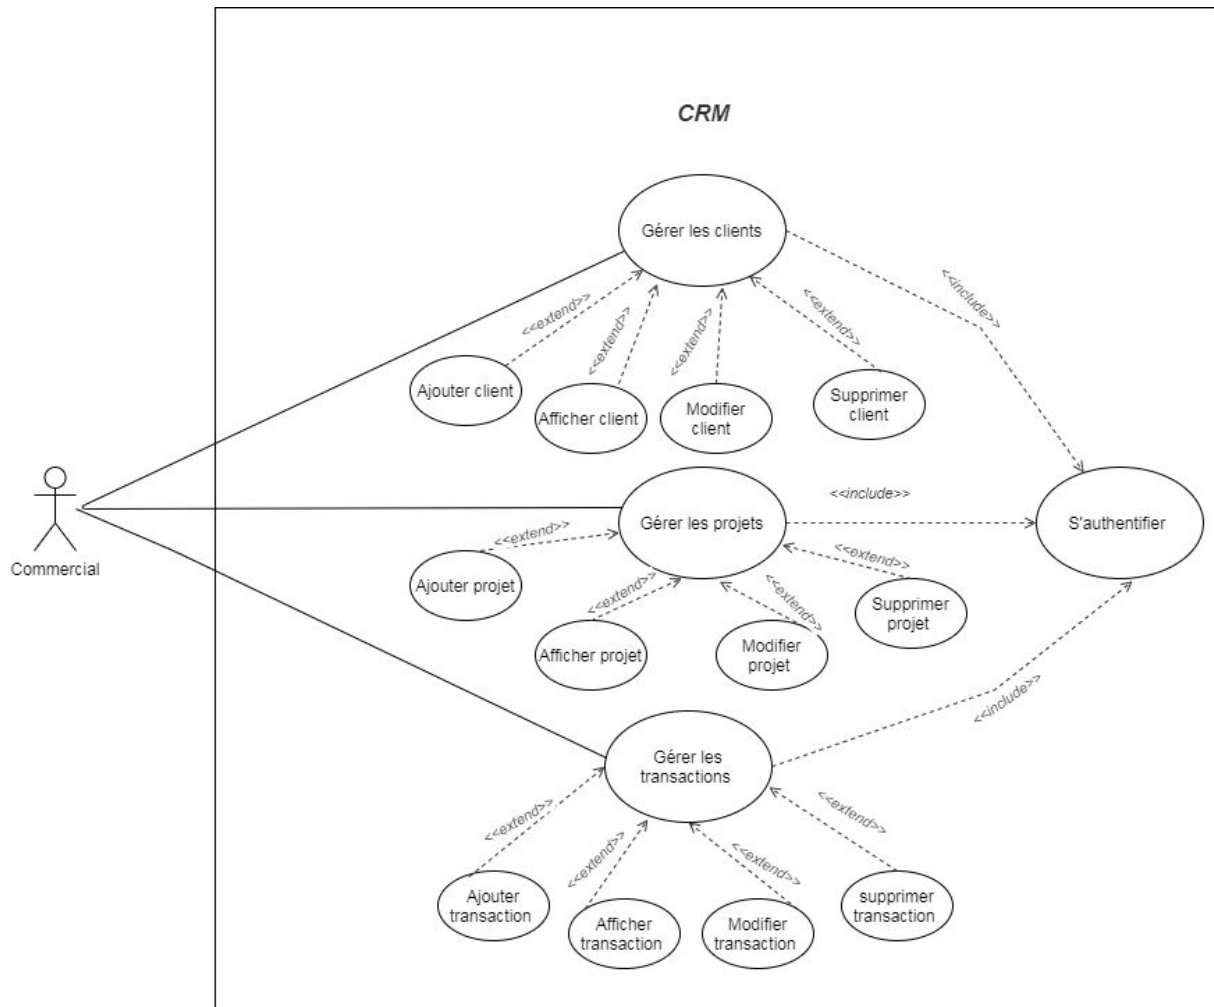 CRM
Gérer les clients
<<include>>
<<extend>>
<<extend>>
<<extend>>
<<extend>>
Ajouter client
Afficher client
Modifier
client
Supprimer
client
Commercial
Gérer les projets
<<include>>
S'authentifier
<<extend>>
<<extend>>
<<extend>>
<<extend>>
Ajouter projet
Afficher projet
Modifier
projet
Supprimer
projet
<<include>>
Gérer les
transactions
<<extend>>
<<extend>>
<<extend>>
<<extend>>
Ajouter
transaction
Afficher
transaction
Modifier
transaction
supprimer
transaction